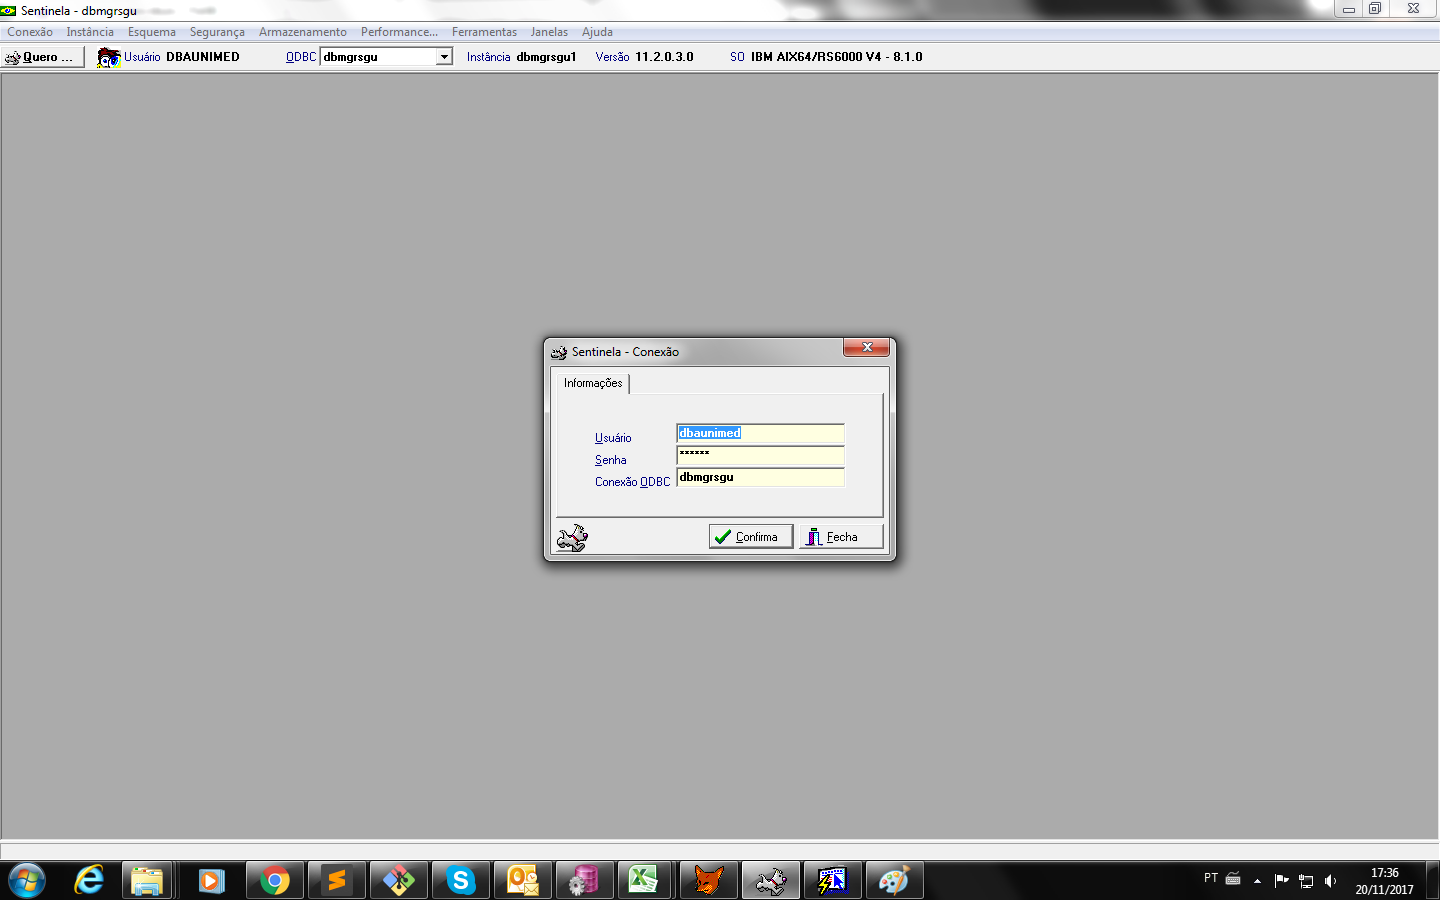 Sentinela - dbmgrsgu
Conexão Instância Esquema Segurança Armazenamento Performance... Ferramentas Janelas Ajuda
Quero ... Usuário DBAUNIMED ODBC dbmgrsgu Instância dbmgrsgu1 Versão 11.2.0.3.0 SO IBM AIX64/RS6000 V4 - 8.1.0
Sentinela - Conexão
Informações
Usuário dbaunimed
Senha ******
Conexão ODBC dbmgrsgu
Confirma Fecha
PT 17:36
20/11/2017